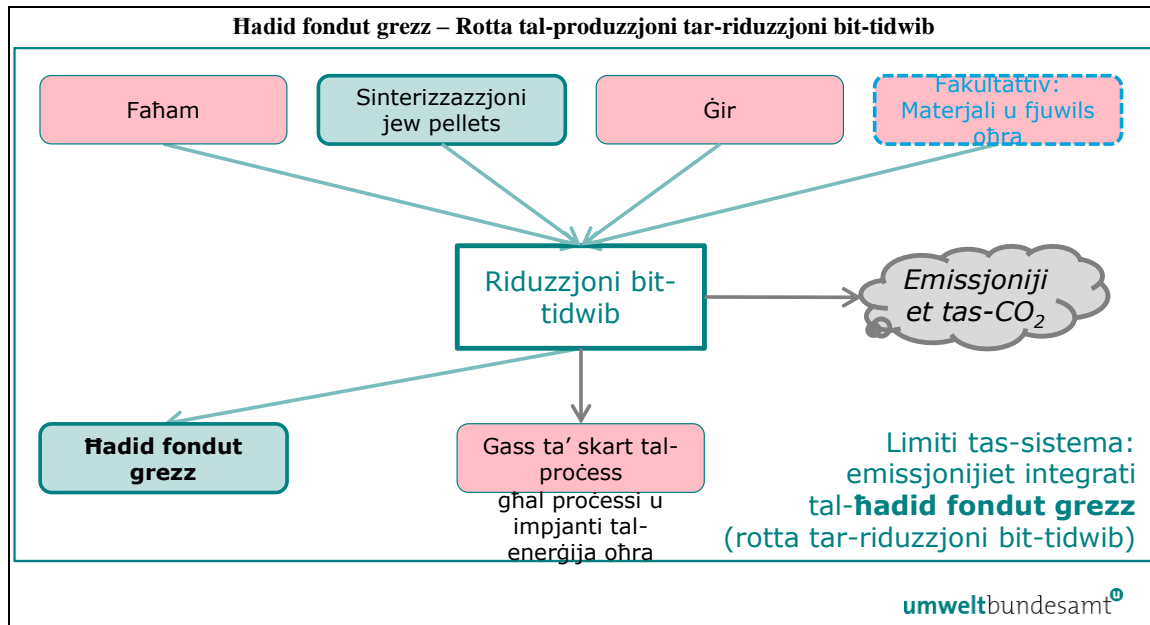 Ħadid fondut grezz – Rotta tal-produzzjoni tar-riduzzjoni bit-tidwib
Faħam
Sinterizzazzjoni
jew pellets
Ġir
Fakultattiv:
Materjali u fjuwils
oħra
Riduzzjoni bit-
tidwib
Emissjoniji
et tas-CO₂
Ħadid fondut
grezz
Gass ta’ skart tal-
proċess
għal proċessi u
impjanti tal-
enerġija oħra
Limiti tas-sistema:
emissjonijiet integrati
tal-ħadid fondut grezz
(rotta tar-riduzzjoni bit-tidwib)
umweltbundesamt